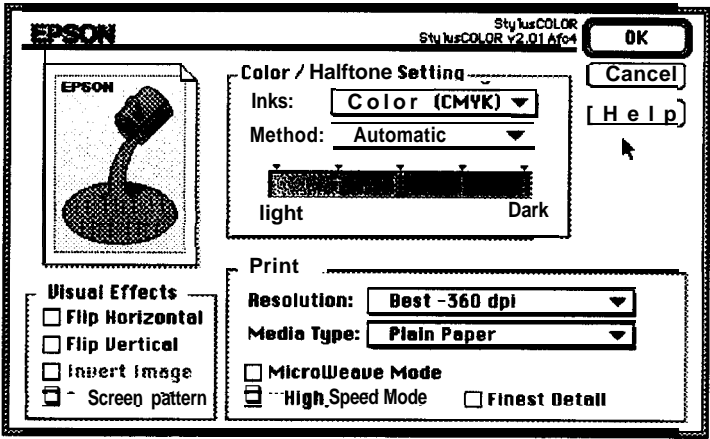 EPSON
StylusCOLOR
StylusCOLOR v2.01Afc4
OK
Cancel
Help
EPSON
Color / Halftone Setting
Inks: Color (CMYK)
Method: Automatic
light Dark
Print
Resolution: Best -360 dpi
Media Type: Plain Paper
MicroWeave Mode
High Speed Mode
Finest Detail
Visual Effects
Flip Horizontal
Flip Vertical
Invert Image
Screen pattern